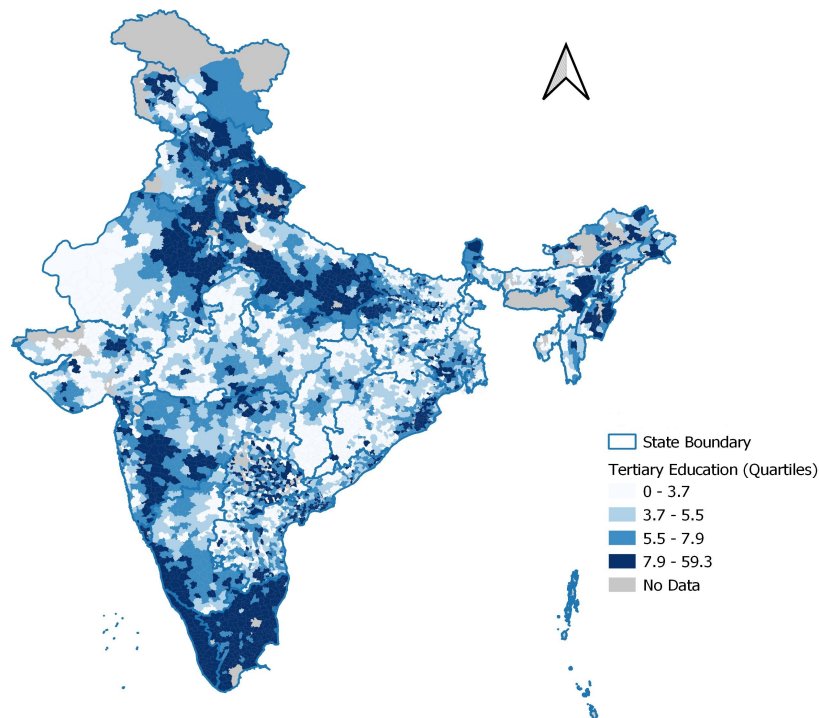 State Boundary
Tertiary Education (Quartiles)
0 - 3.7
3.7 - 5.5
5.5 - 7.9
7.9 - 59.3
No Data